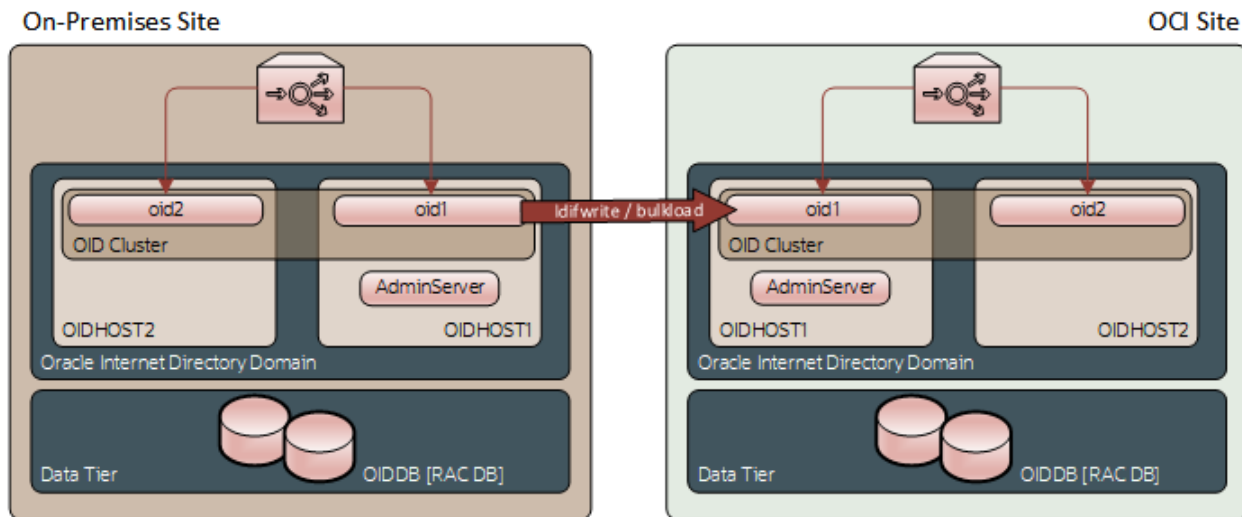 On-Premises Site
OCI Site
oid2
oid1
ldifwrite / bulkload
oid1
oid2
OID Cluster
OID Cluster
AdminServer
AdminServer
OIDHOST2
OIDHOST1
OIDHOST1
OIDHOST2
Oracle Internet Directory Domain
Oracle Internet Directory Domain
Data Tier
OIDDB [RAC DB]
Data Tier
OIDDB [RAC DB]